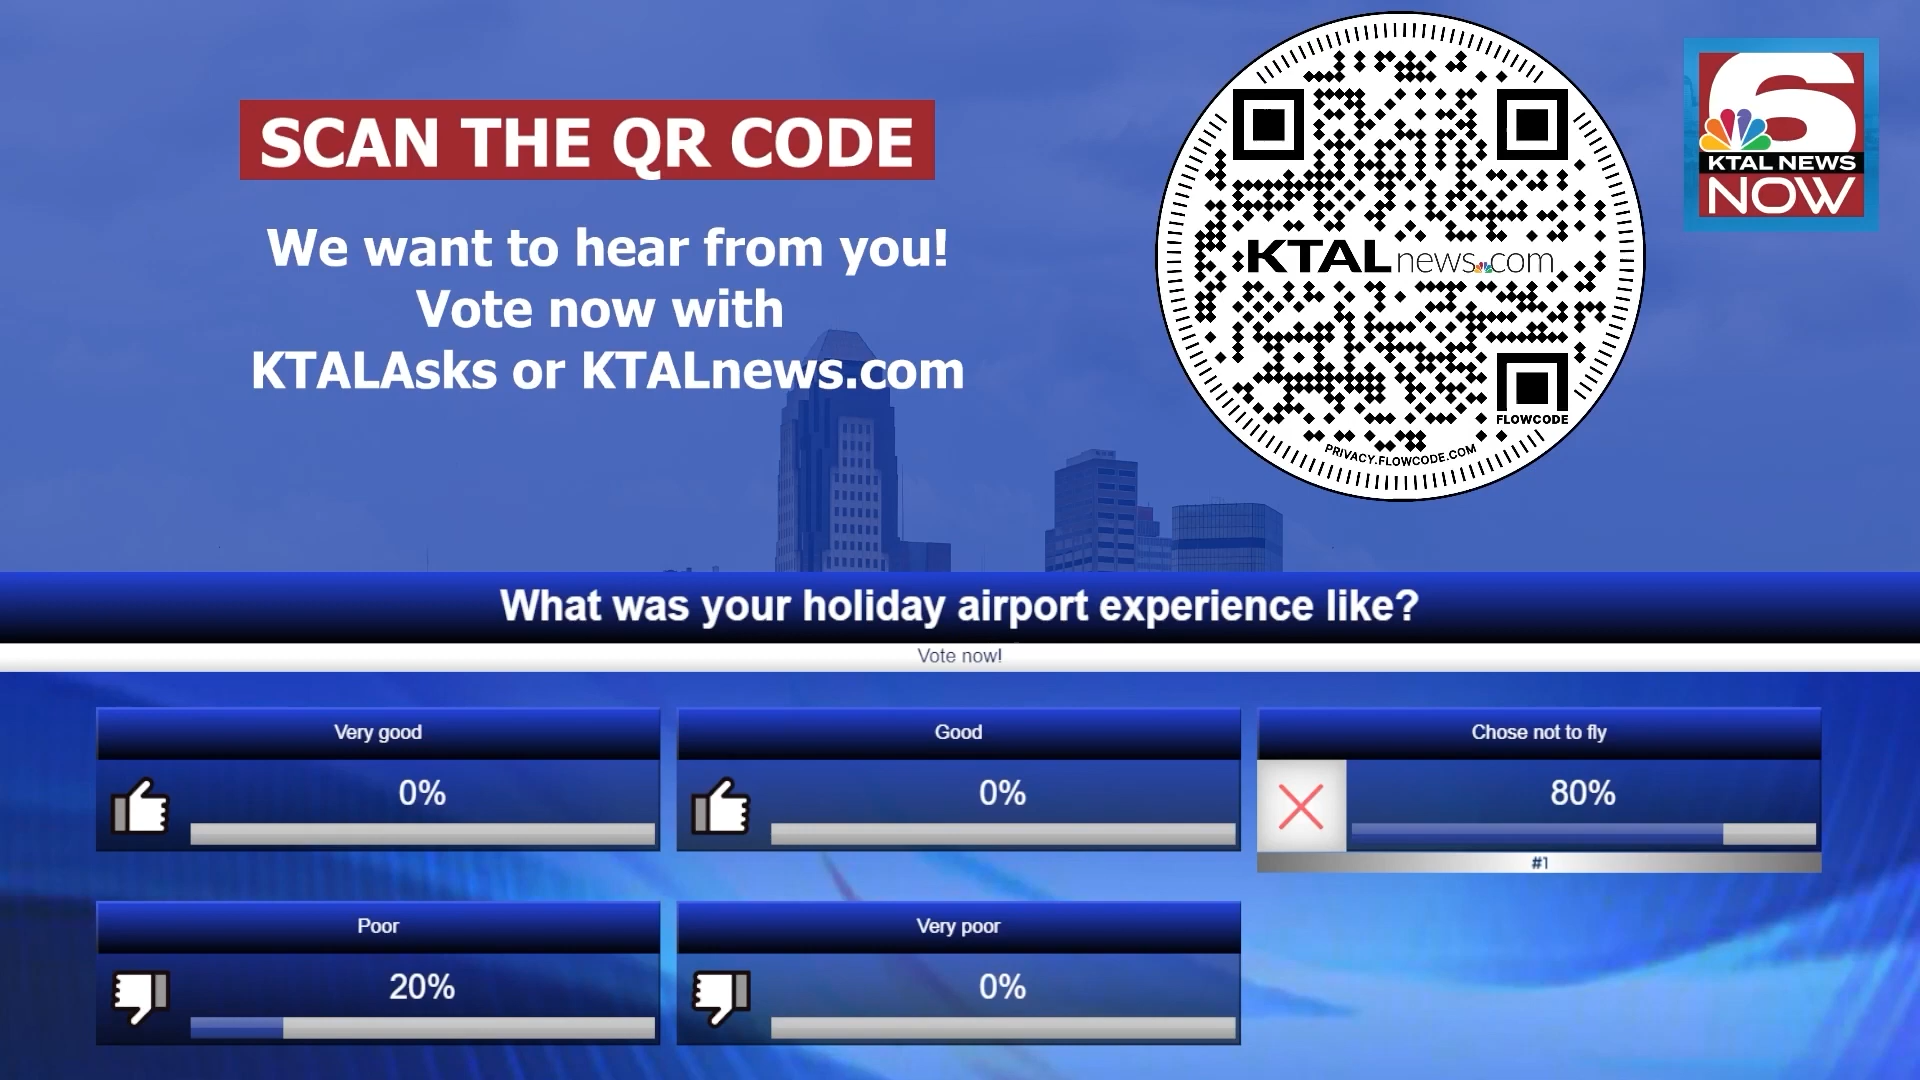 SCAN THE QR CODE
We want to hear from you!
Vote now with
KTALAsks or KTALnews.com
KTALnews.com
FLOWCODE
PRIVACY.FLOWCODE.COM
6
KTAL NEWS
NOW
What was your holiday airport experience like?
Vote now!
Very good
0%
Good
0%
Chose not to fly
80%
#1
Poor
20%
Very poor
0%